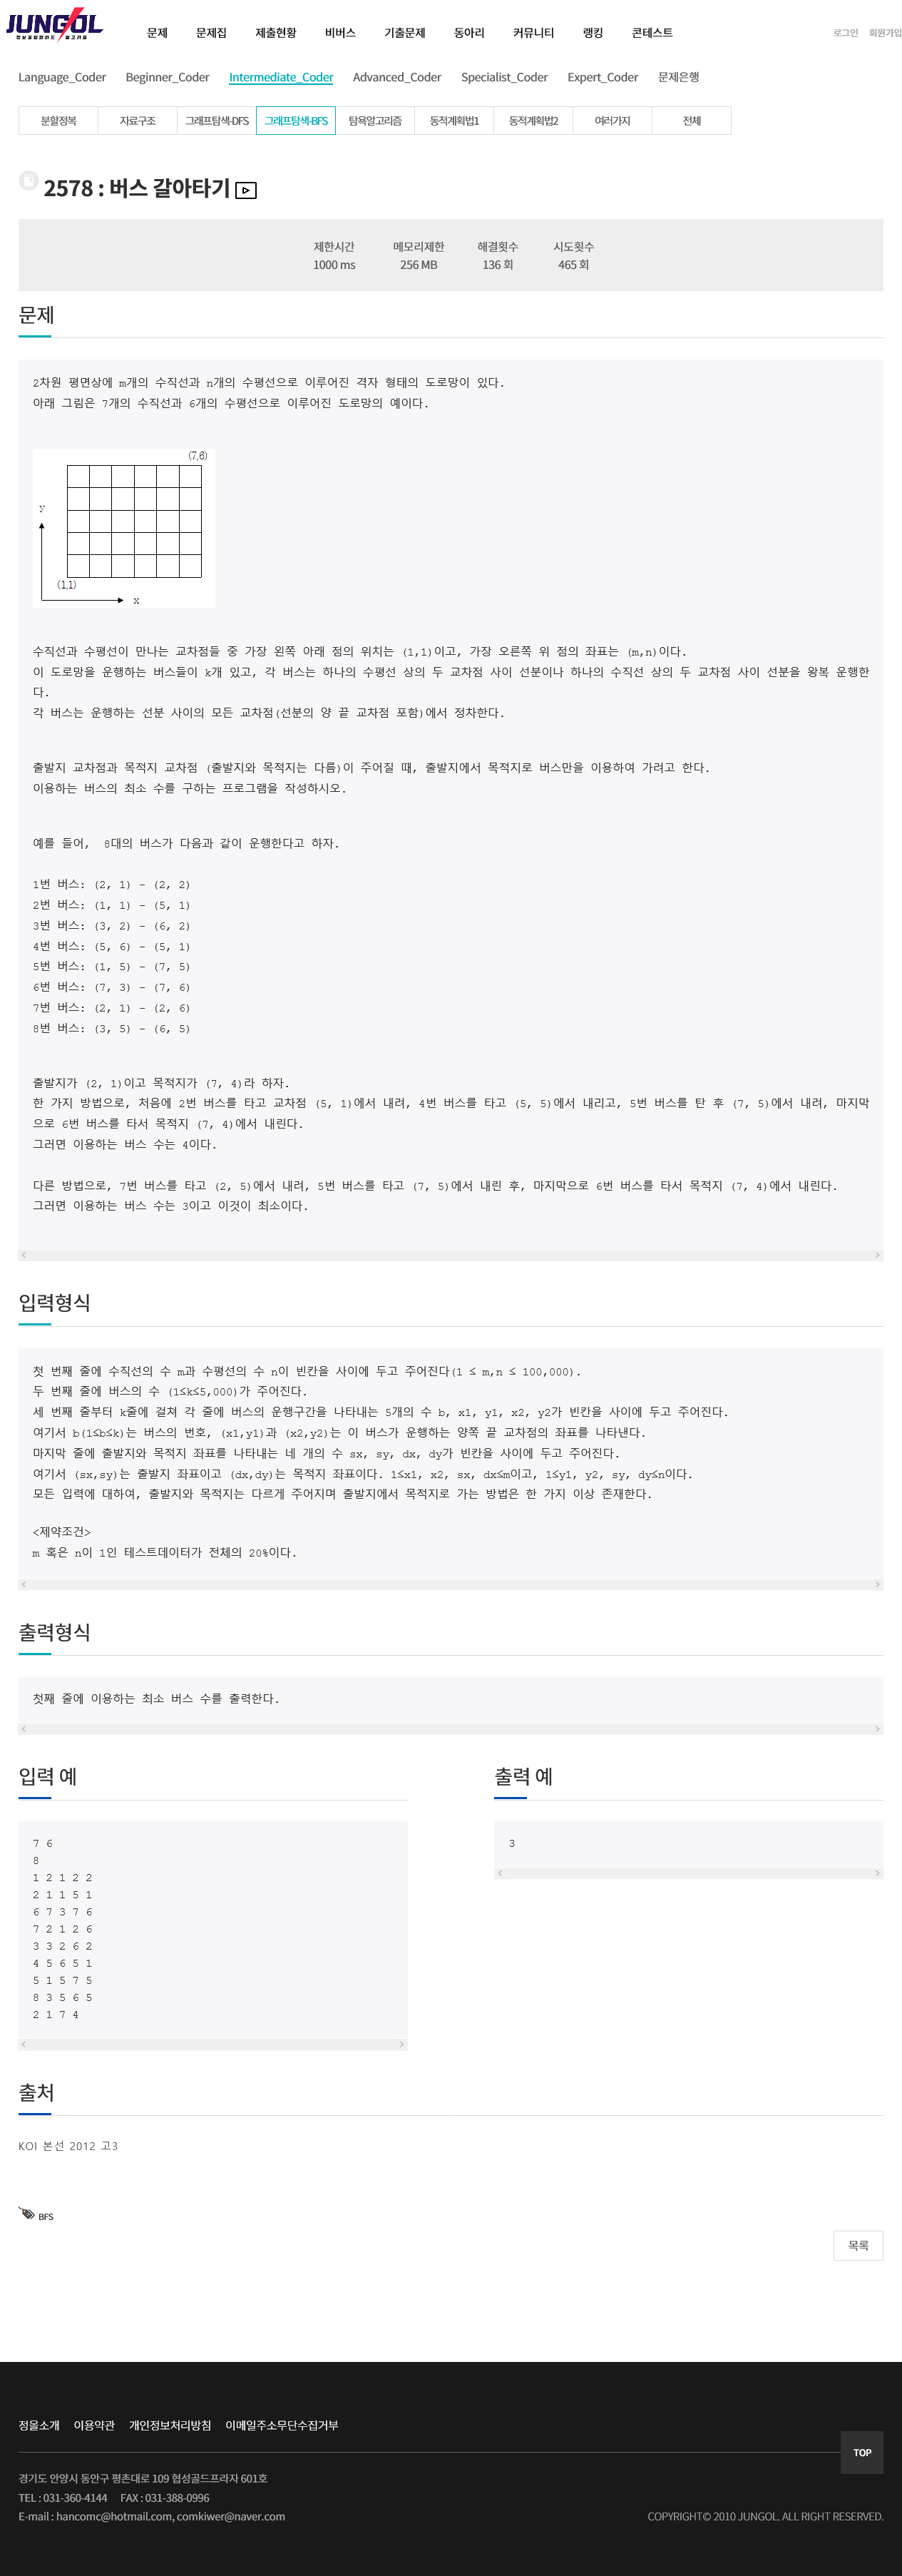 JUNGOL
정보올림피아드 & 알고리즘
문제 문제집 제출현황 비버스 기출문제 동아리 커뮤니티 랭킹 콘테스트
로그인 회원가입
Language_Coder Beginner_Coder Intermediate_Coder Advanced_Coder Specialist_Coder Expert_Coder 문제은행
분할정복 자료구조 그래프탐색-DFS 그래프탐색-BFS 탐욕알고리즘 동적계획법1 동적계획법2 여러가지 전체
2578 : 버스 갈아타기
제한시간 메모리제한 해결횟수 시도횟수
1000 ms 256 MB 136 회 465 회
문제
2차원 평면상에 m개의 수직선과 n개의 수평선으로 이루어진 격자 형태의 도로망이 있다.
아래 그림은 7개의 수직선과 6개의 수평선으로 이루어진 도로망의 예이다.
(7,6)
y
(1,1)
x
수직선과 수평선이 만나는 교차점들 중 가장 왼쪽 아래 점의 위치는 (1,1)이고, 가장 오른쪽 위 점의 좌표는 (m,n)이다.
이 도로망을 운행하는 버스들이 k개 있고, 각 버스는 하나의 수평선 상의 두 교차점 사이 선분이나 하나의 수직선 상의 두 교차점 사이 선분을 왕복 운행한
다.
각 버스는 운행하는 선분 사이의 모든 교차점(선분의 양 끝 교차점 포함)에서 정차한다.
출발지 교차점과 목적지 교차점 (출발지와 목적지는 다름)이 주어질 때, 출발지에서 목적지로 버스만을 이용하여 가려고 한다.
이용하는 버스의 최소 수를 구하는 프로그램을 작성하시오.
예를 들어, 8대의 버스가 다음과 같이 운행한다고 하자.
1번 버스: (2, 1) - (2, 2)
2번 버스: (1, 1) - (5, 1)
3번 버스: (3, 2) - (6, 2)
4번 버스: (5, 6) - (5, 1)
5번 버스: (1, 5) - (7, 5)
6번 버스: (7, 3) - (7, 6)
7번 버스: (2, 1) - (2, 6)
8번 버스: (3, 5) - (6, 5)
출발지가 (2, 1)이고 목적지가 (7, 4)라 하자.
한 가지 방법으로, 처음에 2번 버스를 타고 교차점 (5, 1)에서 내려, 4번 버스를 타고 (5, 5)에서 내리고, 5번 버스를 탄 후 (7, 5)에서 내려, 마지막
으로 6번 버스를 타서 목적지 (7, 4)에서 내린다.
그러면 이용하는 버스 수는 4이다.
다른 방법으로, 7번 버스를 타고 (2, 5)에서 내려, 5번 버스를 타고 (7, 5)에서 내린 후, 마지막으로 6번 버스를 타서 목적지 (7, 4)에서 내린다.
그러면 이용하는 버스 수는 3이고 이것이 최소이다.
입력형식
첫 번째 줄에 수직선의 수 m과 수평선의 수 n이 빈칸을 사이에 두고 주어진다(1 ≤ m,n ≤ 100,000).
두 번째 줄에 버스의 수 (1≤k≤5,000)가 주어진다.
세 번째 줄부터 k줄에 걸쳐 각 줄에 버스의 운행구간을 나타내는 5개의 수 b, x1, y1, x2, y2가 빈칸을 사이에 두고 주어진다.
여기서 b(1≤b≤k)는 버스의 번호, (x1,y1)과 (x2,y2)는 이 버스가 운행하는 양쪽 끝 교차점의 좌표를 나타낸다.
마지막 줄에 출발지와 목적지 좌표를 나타내는 네 개의 수 sx, sy, dx, dy가 빈칸을 사이에 두고 주어진다.
여기서 (sx,sy)는 출발지 좌표이고 (dx,dy)는 목적지 좌표이다. 1≤x1, x2, sx, dx≤m이고, 1≤y1, y2, sy, dy≤n이다.
모든 입력에 대하여, 출발지와 목적지는 다르게 주어지며 출발지에서 목적지로 가는 방법은 한 가지 이상 존재한다.
<제약조건>
m 혹은 n이 1인 테스트데이터가 전체의 20%이다.
출력형식
첫째 줄에 이용하는 최소 버스 수를 출력한다.
입력 예
7 6
8
1 2 1 2 2
2 1 1 5 1
6 7 3 7 6
7 2 1 2 6
3 3 2 6 2
4 5 6 5 1
5 1 5 7 5
8 3 5 6 5
2 1 7 4
출력 예
3
출처
KOI 본선 2012 고3
BFS
목록
정올소개 이용약관 개인정보처리방침 이메일주소무단수집거부
TOP
경기도 안양시 동안구 평촌대로 109 협성골드프라자 601호
TEL : 031-360-4144 FAX : 031-388-0996
E-mail : hancomc@hotmail.com, comkiwer@naver.com
COPYRIGHT© 2010 JUNGOL. ALL RIGHT RESERVED.